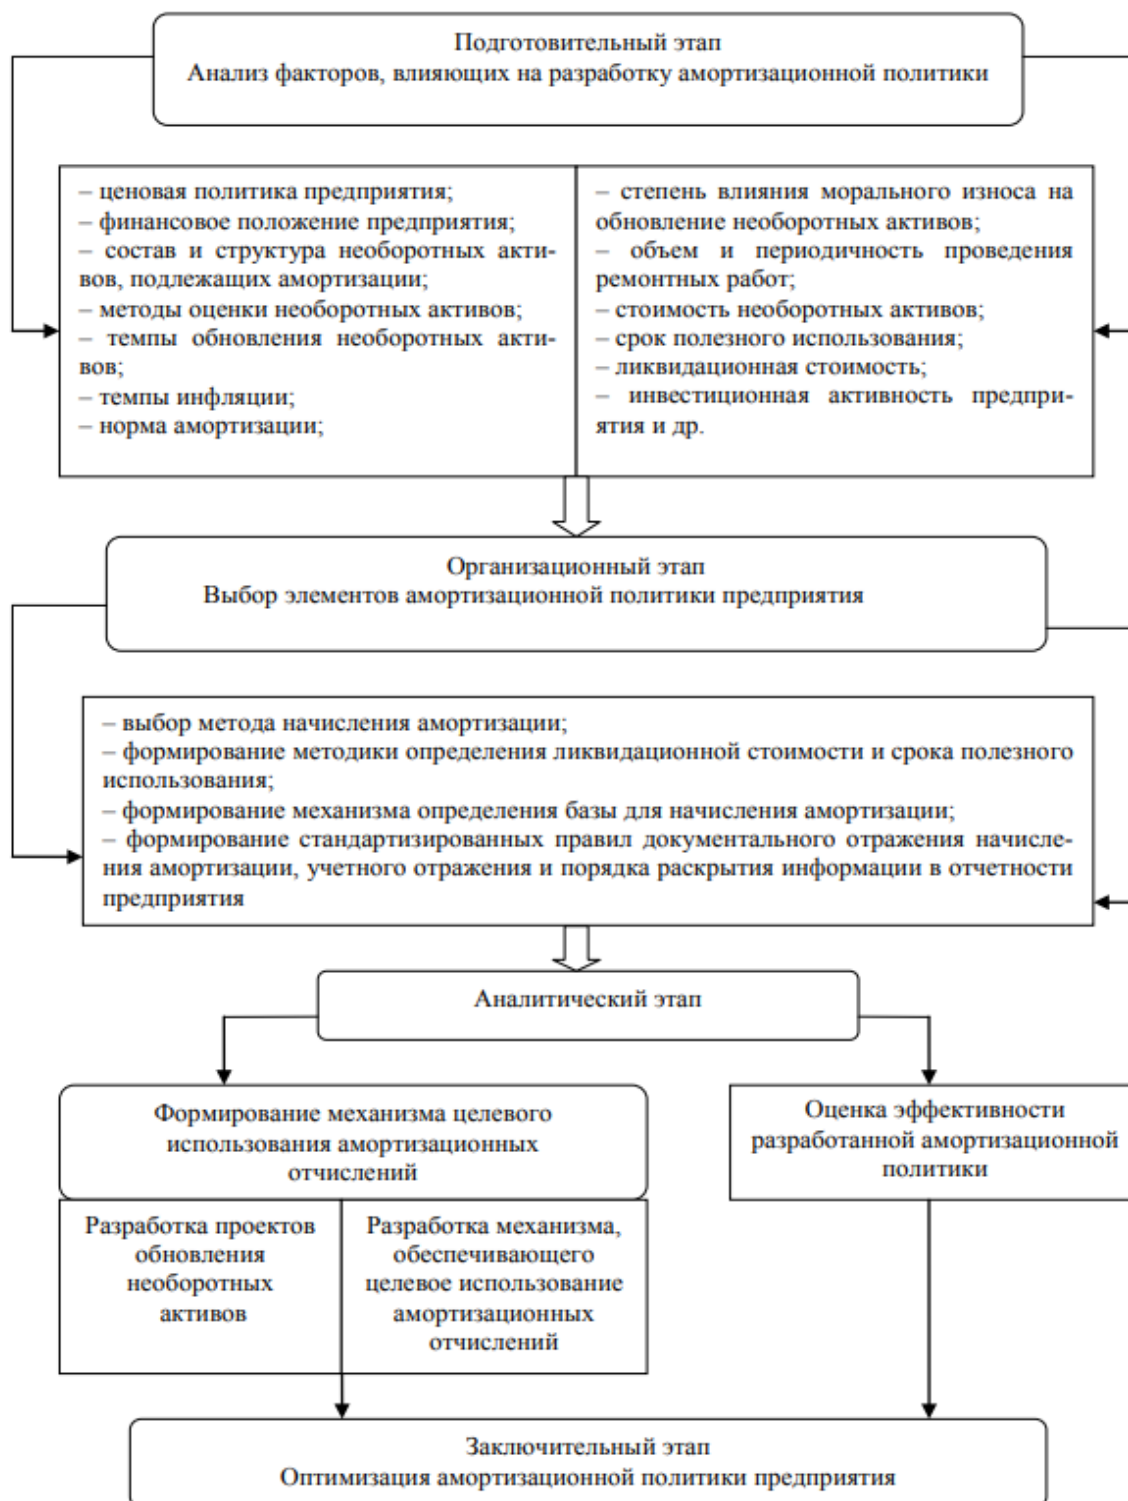 Подготовительный этап
Анализ факторов, влияющих на разработку амортизационной политики
– ценовая политика предприятия;
– финансовое положение предприятия;
– состав и структура необоротных акти-
вов, подлежащих амортизации;
– методы оценки необоротных активов;
– темпы обновления необоротных акти-
вов;
– темпы инфляции;
– норма амортизации;
– степень влияния морального износа на
обновление необоротных активов;
– объем и периодичность проведения
ремонтных работ;
– стоимость необоротных активов;
– срок полезного использования;
– ликвидационная стоимость;
– инвестиционная активность предпри-
ятия и др.
Организационный этап
Выбор элементов амортизационной политики предприятия
– выбор метода начисления амортизации;
– формирование методики определения ликвидационной стоимости и срока полезного
использования;
– формирование механизма определения базы для начисления амортизации;
– формирование стандартизированных правил документального отражения начисле-
ния амортизации, учетного отражения и порядка раскрытия информации в отчетности
предприятия
Аналитический этап
Формирование механизма целевого
использования амортизационных
отчислений
Оценка эффективности
разработанной амортизационной
политики
Разработка проектов
обновления
необоротных
активов
Разработка механизма,
обеспечивающего
целевое использование
амортизационных
отчислений
Заключительный этап
Оптимизация амортизационной политики предприятия